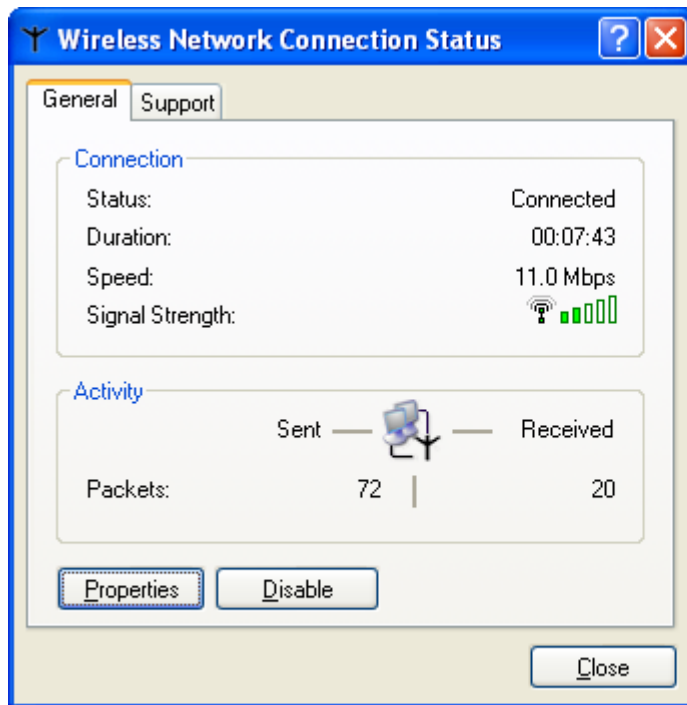 Wireless Network Connection Status
General Support
Connection
Status: Connected
Duration: 00:07:43
Speed: 11.0 Mbps
Signal Strength:
Activity
Sent Received
Packets: 72 20
Properties Disable
Close